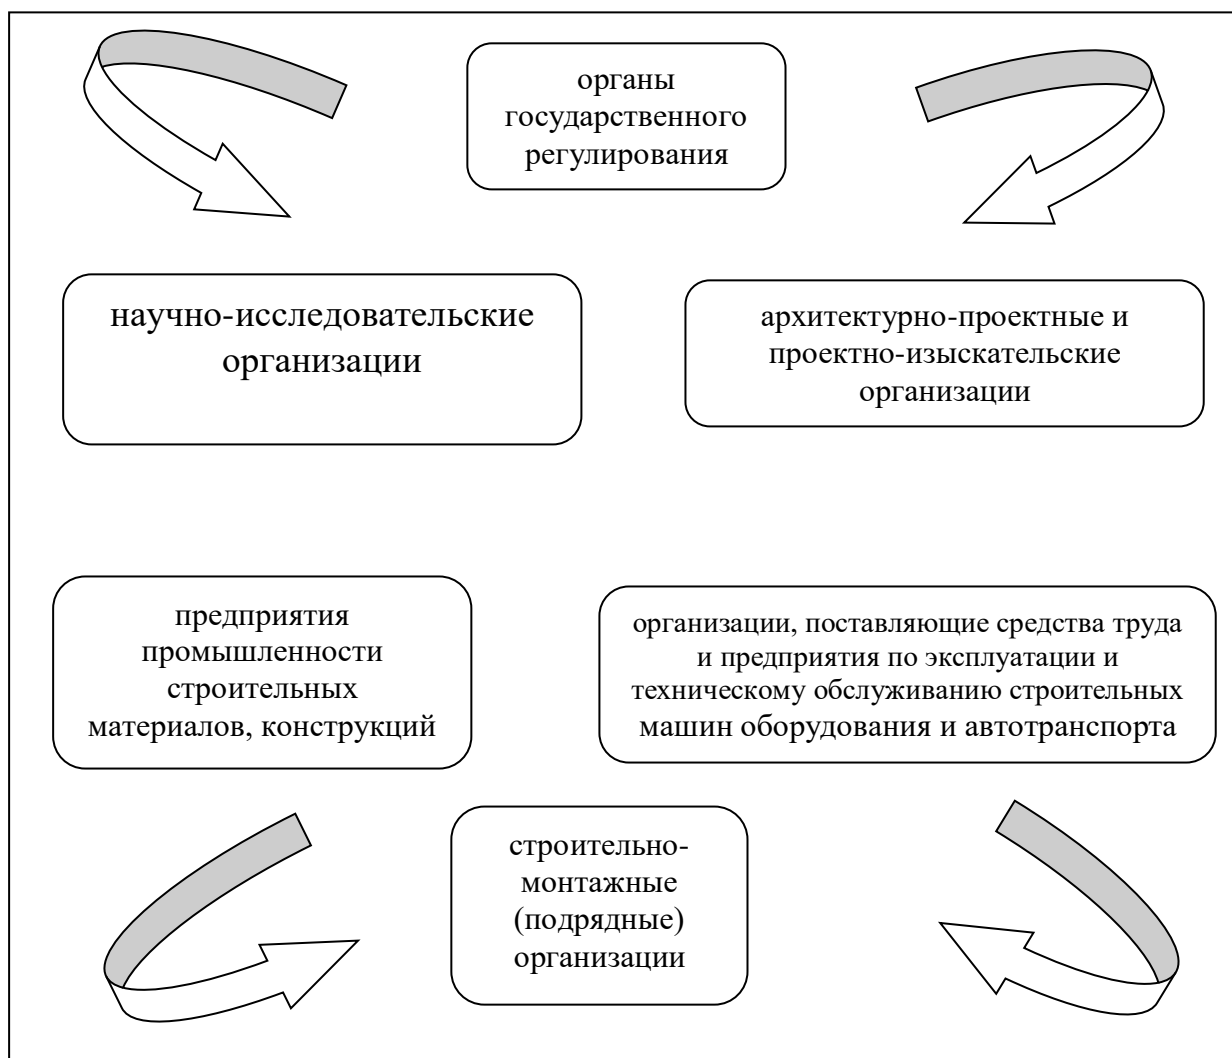 органы
государственного
регулирования
научно-исследовательские
организации
архитектурно-проектные и
проектно-изыскательские
организации
предприятия
промышленности
строительных
материалов, конструкций
организации, поставляющие средства труда
и предприятия по эксплуатации и
техническому обслуживанию строительных
машин оборудования и автотранспорта
строительно-
монтажные
(подрядные)
организации